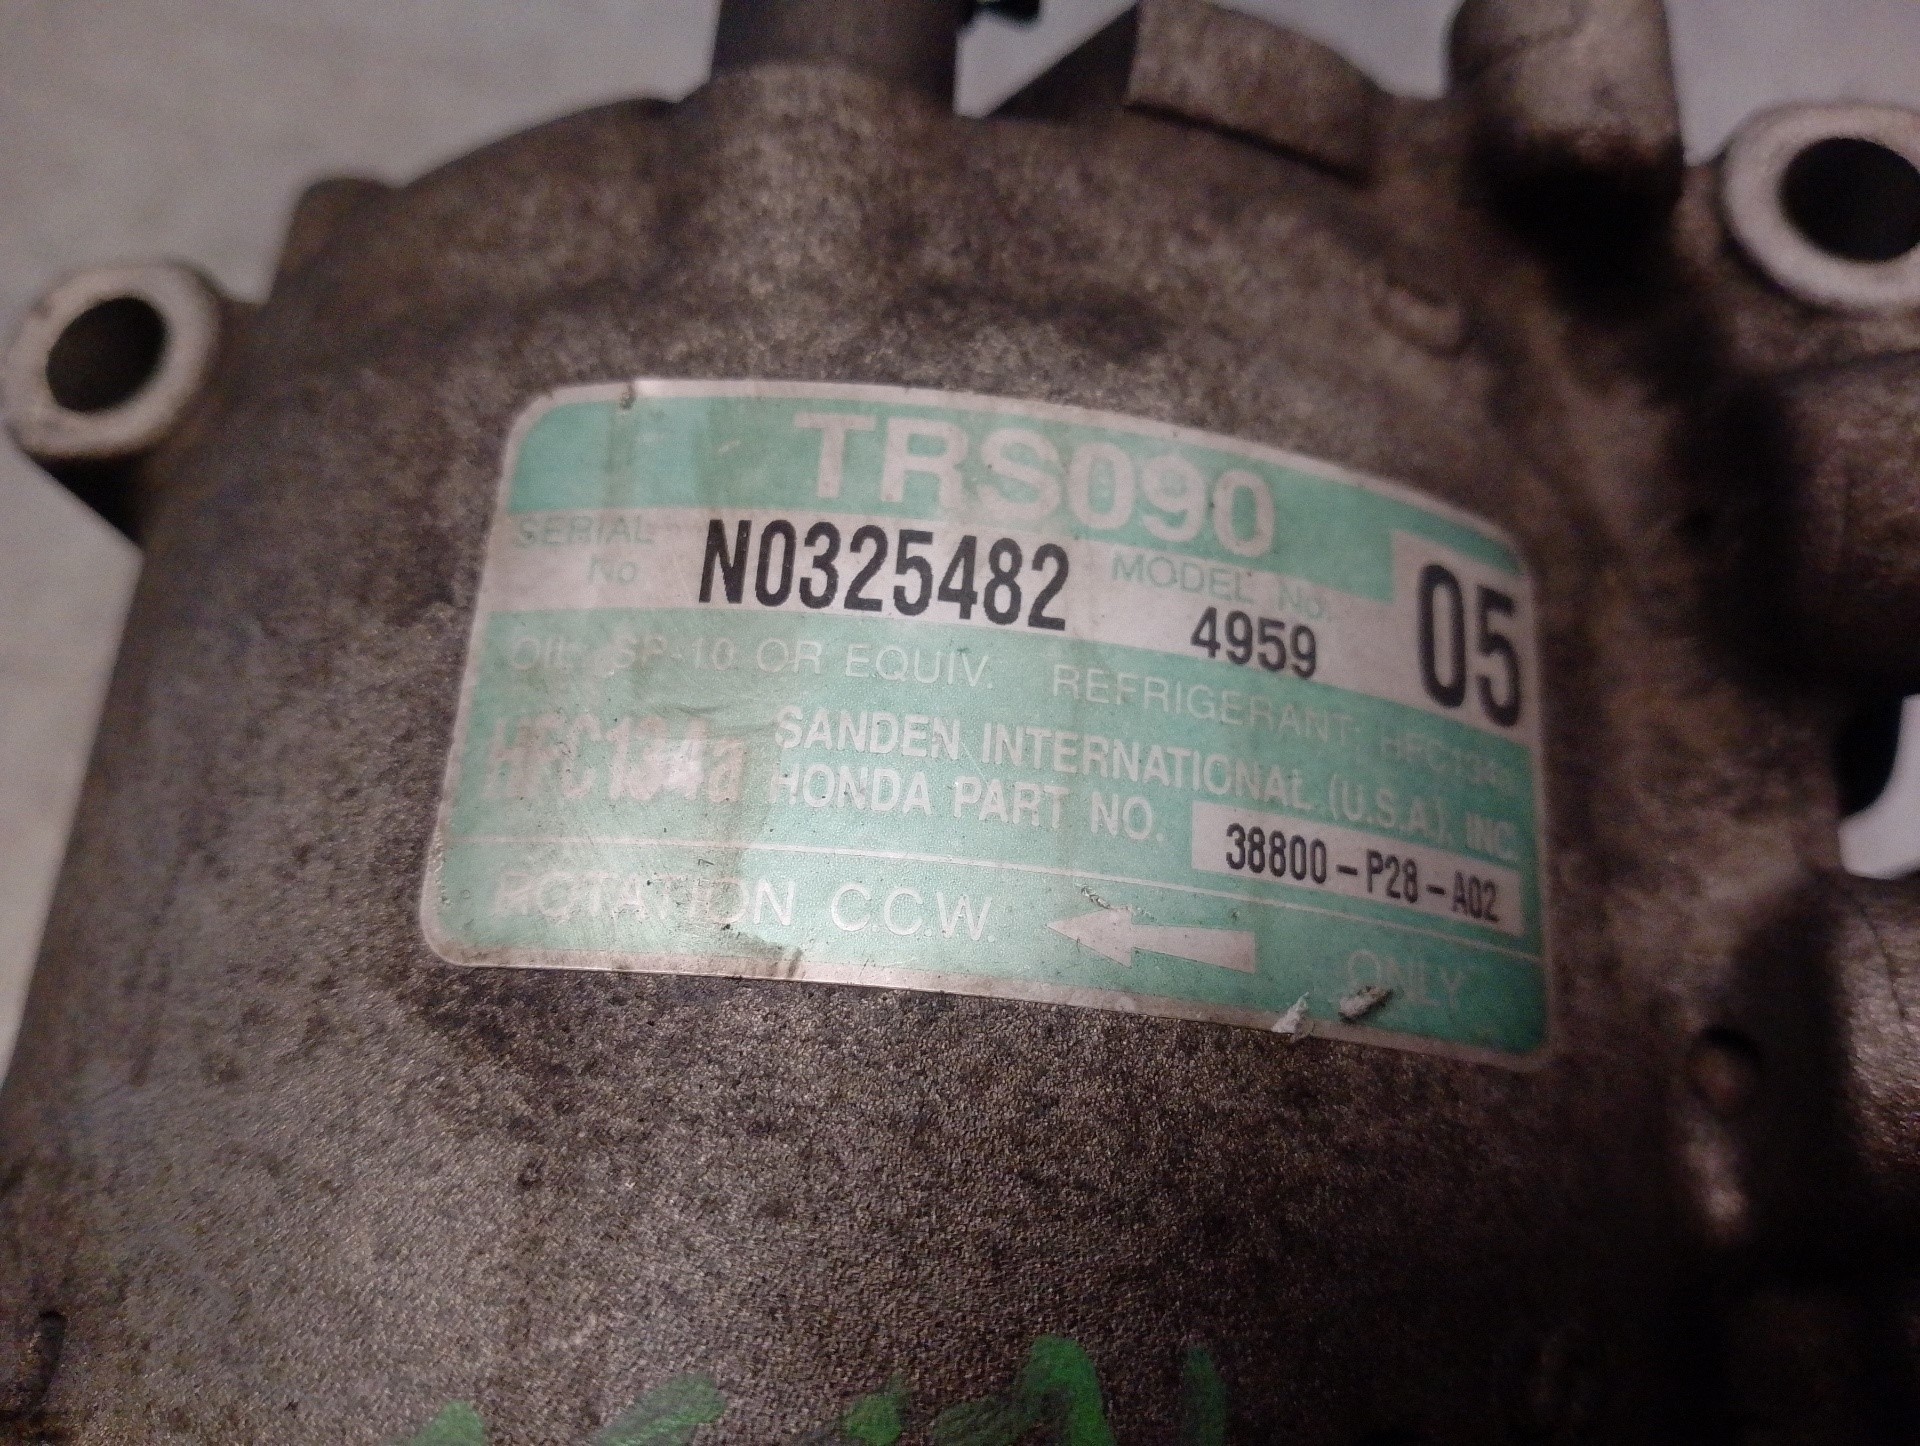 TRS090
SERIAL No N0325482 MODEL No. 4959 05
OIL: SP-10 OR EQUIV. REFRIGERANT: HFC134a
HFC134a SANDEN INTERNATIONAL (U.S.A.), INC.
HONDA PART NO. 38800-P28-A02
ROTATION C.C.W. ONLY